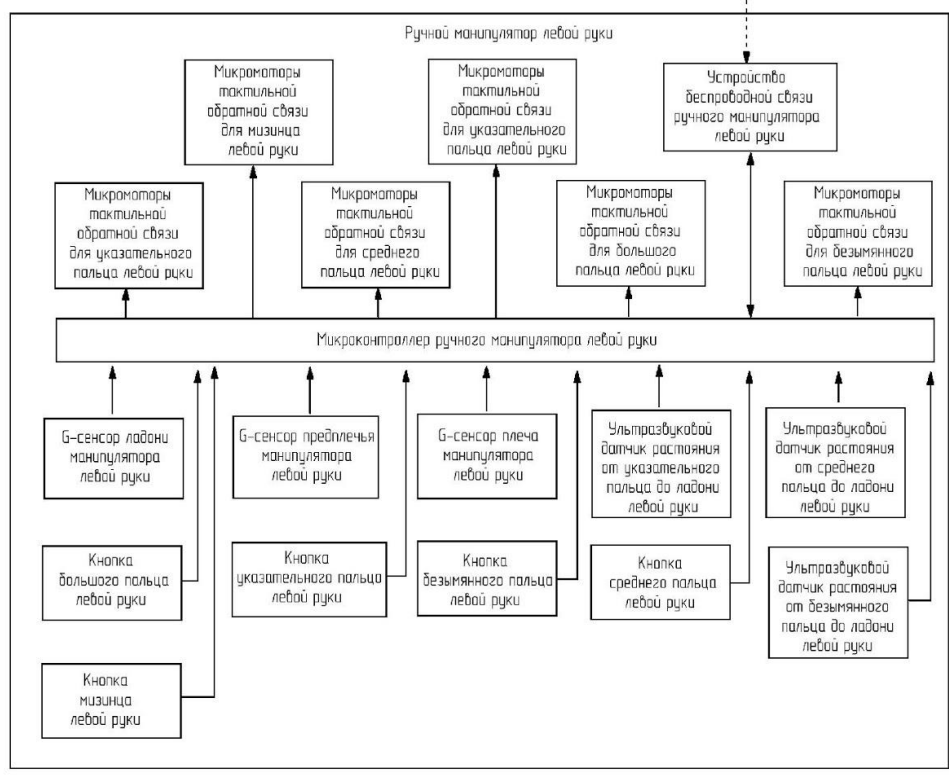 Ручной манипулятор левой руки
Микромоторы
тактильной
обратной связи
для мизинца
левой руки
Микромоторы
тактильной
обратной связи
для указательного
пальца левой руки
Устройство
беспроводной связи
ручного манипулятора
левой руки
Микромоторы
тактильной
обратной связи
для указательного
пальца левой руки
Микромоторы
тактильной
обратной связи
для среднего
пальца левой руки
Микромоторы
тактильной
обратной связи
для большого
пальца левой руки
Микромоторы
тактильной
обратной связи
для безымянного
пальца левой руки
Микроконтроллер ручного манипулятора левой руки
G-сенсор ладони
манипулятора
левой руки
G-сенсор предплечья
манипулятора
левой руки
G-сенсор плеча
манипулятора
левой руки
Ультразвуковой
датчик растояния
от указательного
пальца до ладони
левой руки
Ультразвуковой
датчик растояния
от среднего
пальца до ладони
левой руки
Кнопка
большого пальца
левой руки
Кнопка
указательного пальца
левой руки
Кнопка
безымянного пальца
левой руки
Кнопка
среднего пальца
левой руки
Ультразвуковой
датчик растояния
от безымянного
пальца до ладони
левой руки
Кнопка
мизинца
левой руки